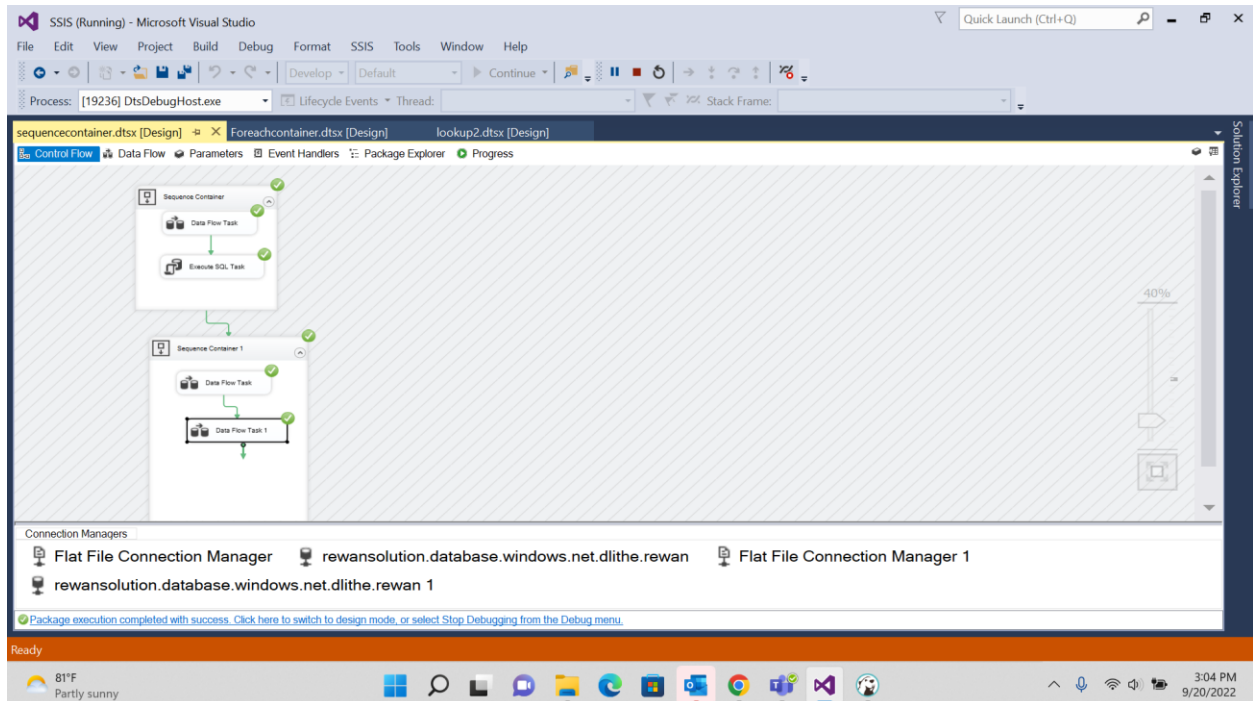 SSIS (Running) - Microsoft Visual Studio
Quick Launch (Ctrl+Q)
File Edit View Project Build Debug Format SSIS Tools Window Help
Develop Default Continue
Process: [19236] DtsDebugHost.exe Lifecycle Events Thread: Stack Frame:
sequencecontainer.dtsx [Design] Foreachcontainer.dtsx [Design] lookup2.dtsx [Design]
Solution Explorer
Control Flow Data Flow Parameters Event Handlers Package Explorer Progress
Sequence Container
Data Flow Task
Execute SQL Task
40%
Sequence Container 1
Data Flow Task
Data Flow Task 1
Connection Managers
Flat File Connection Manager rewansolution.database.windows.net.dlithe.rewan Flat File Connection Manager 1
rewansolution.database.windows.net.dlithe.rewan 1
Package execution completed with success. Click here to switch to design mode, or select Stop Debugging from the Debug menu.
Ready
81°F
Partly sunny
3:04 PM
9/20/2022